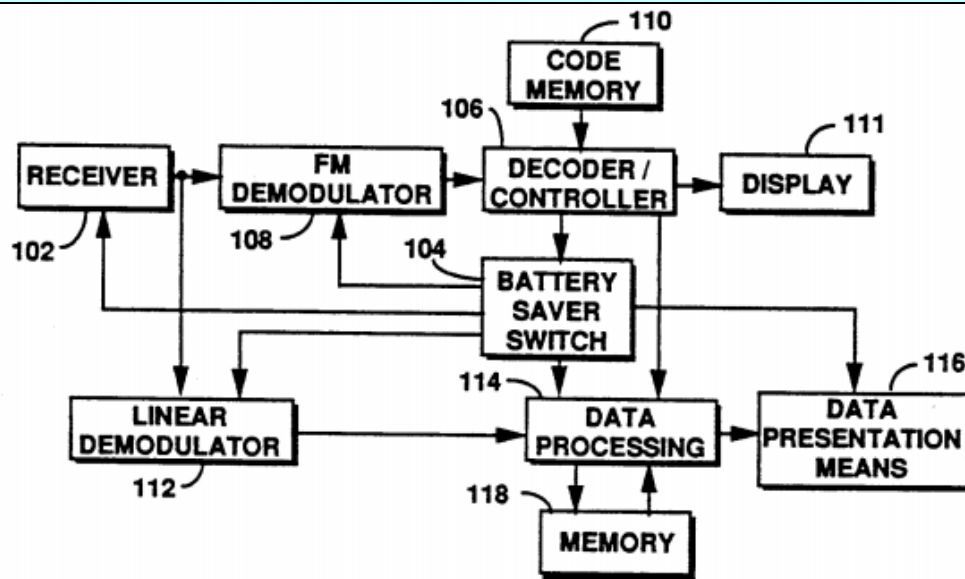 110
CODE
MEMORY
106
111
RECEIVER
FM
DEMODULATOR
DECODER /
CONTROLLER
DISPLAY
102
108
104
BATTERY
SAVER
SWITCH
114
116
LINEAR
DEMODULATOR
DATA
PROCESSING
DATA
PRESENTATION
MEANS
112
118
MEMORY